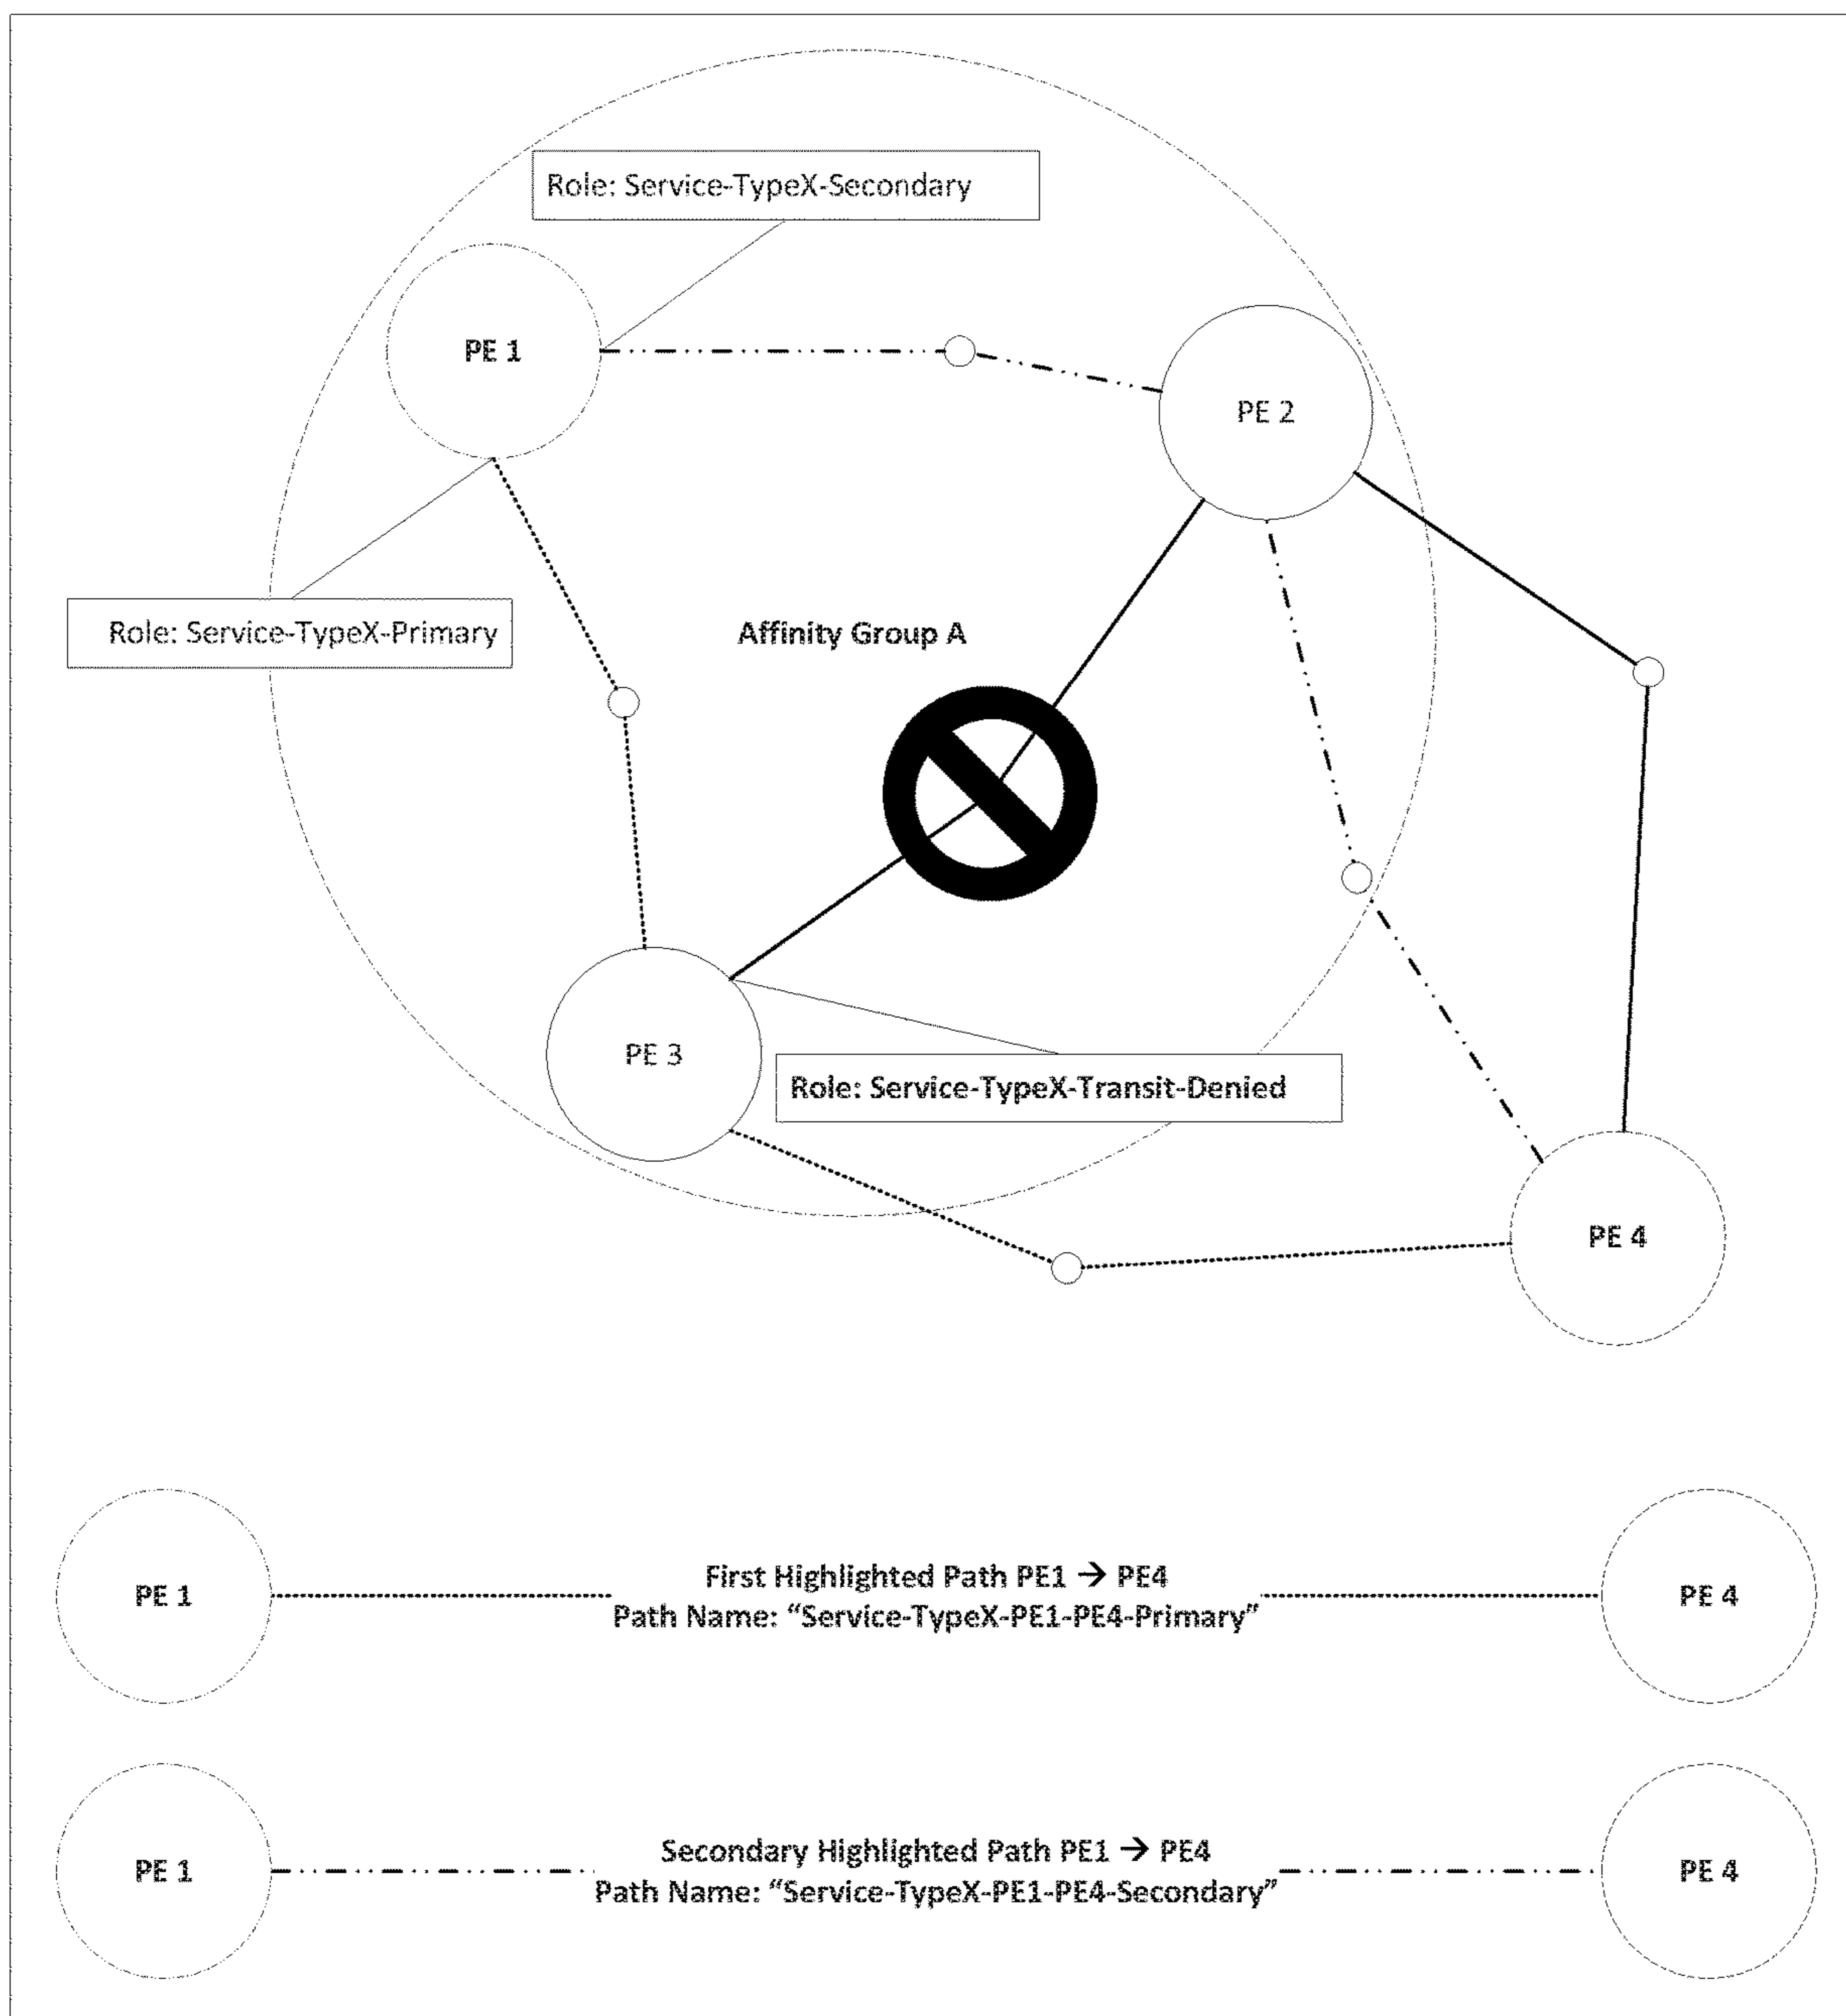 Role: Service-TypeX-Secondary
PE 1
PE 2
Role: Service-TypeX-Primary
Affinity Group A
PE 3
Role: Service-TypeX-Transit-Denied
PE 4
PE 1
First Highlighted Path PE1 → PE4
Path Name: “Service-TypeX-PE1-PE4-Primary”
PE 4
PE 1
Secondary Highlighted Path PE1 → PE4
Path Name: “Service-TypeX-PE1-PE4-Secondary”
PE 4